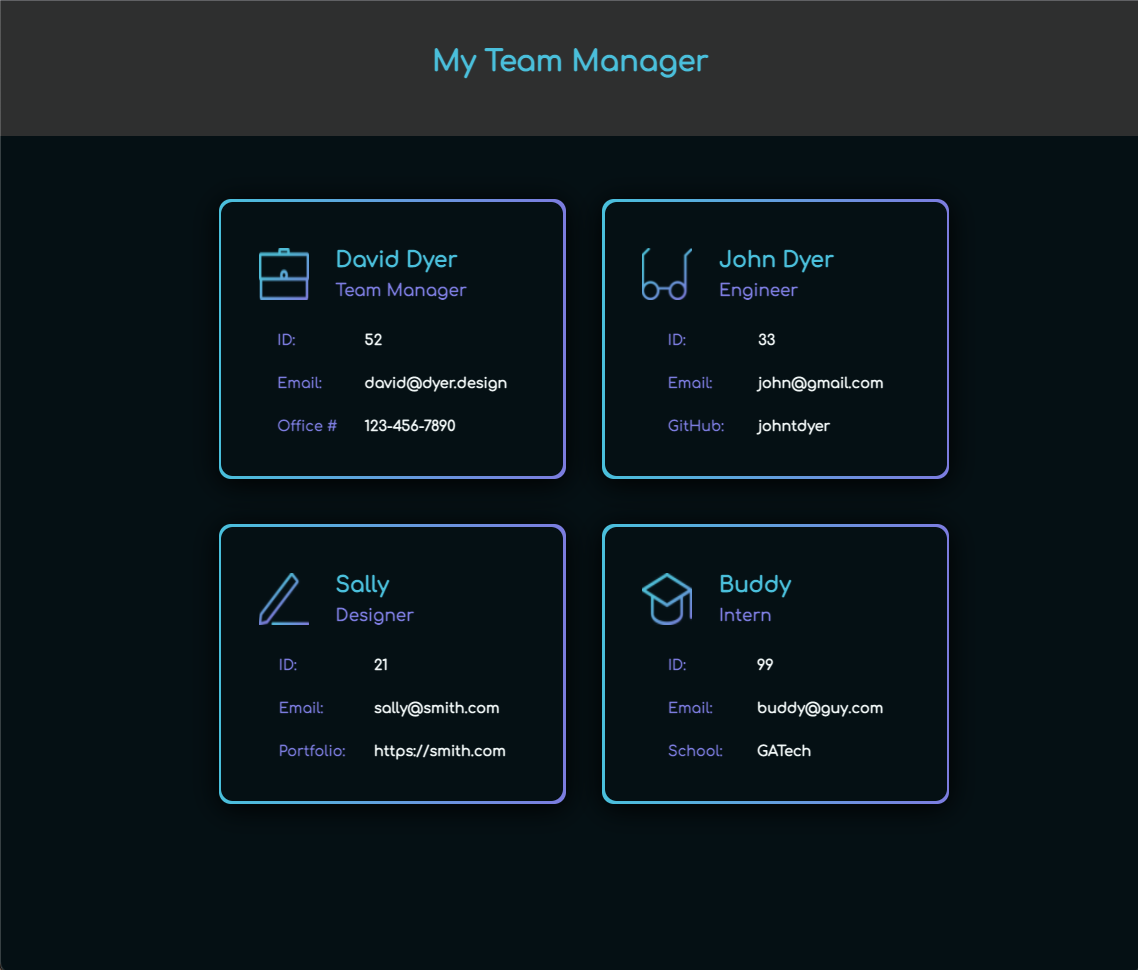 My Team Manager
David Dyer
Team Manager
ID: 52
Email: david@dyer.design
Office # 123-456-7890
John Dyer
Engineer
ID: 33
Email: john@gmail.com
GitHub: johntdyer
Sally
Designer
ID: 21
Email: sally@smith.com
Portfolio: https://smith.com
Buddy
Intern
ID: 99
Email: buddy@guy.com
School: GATech